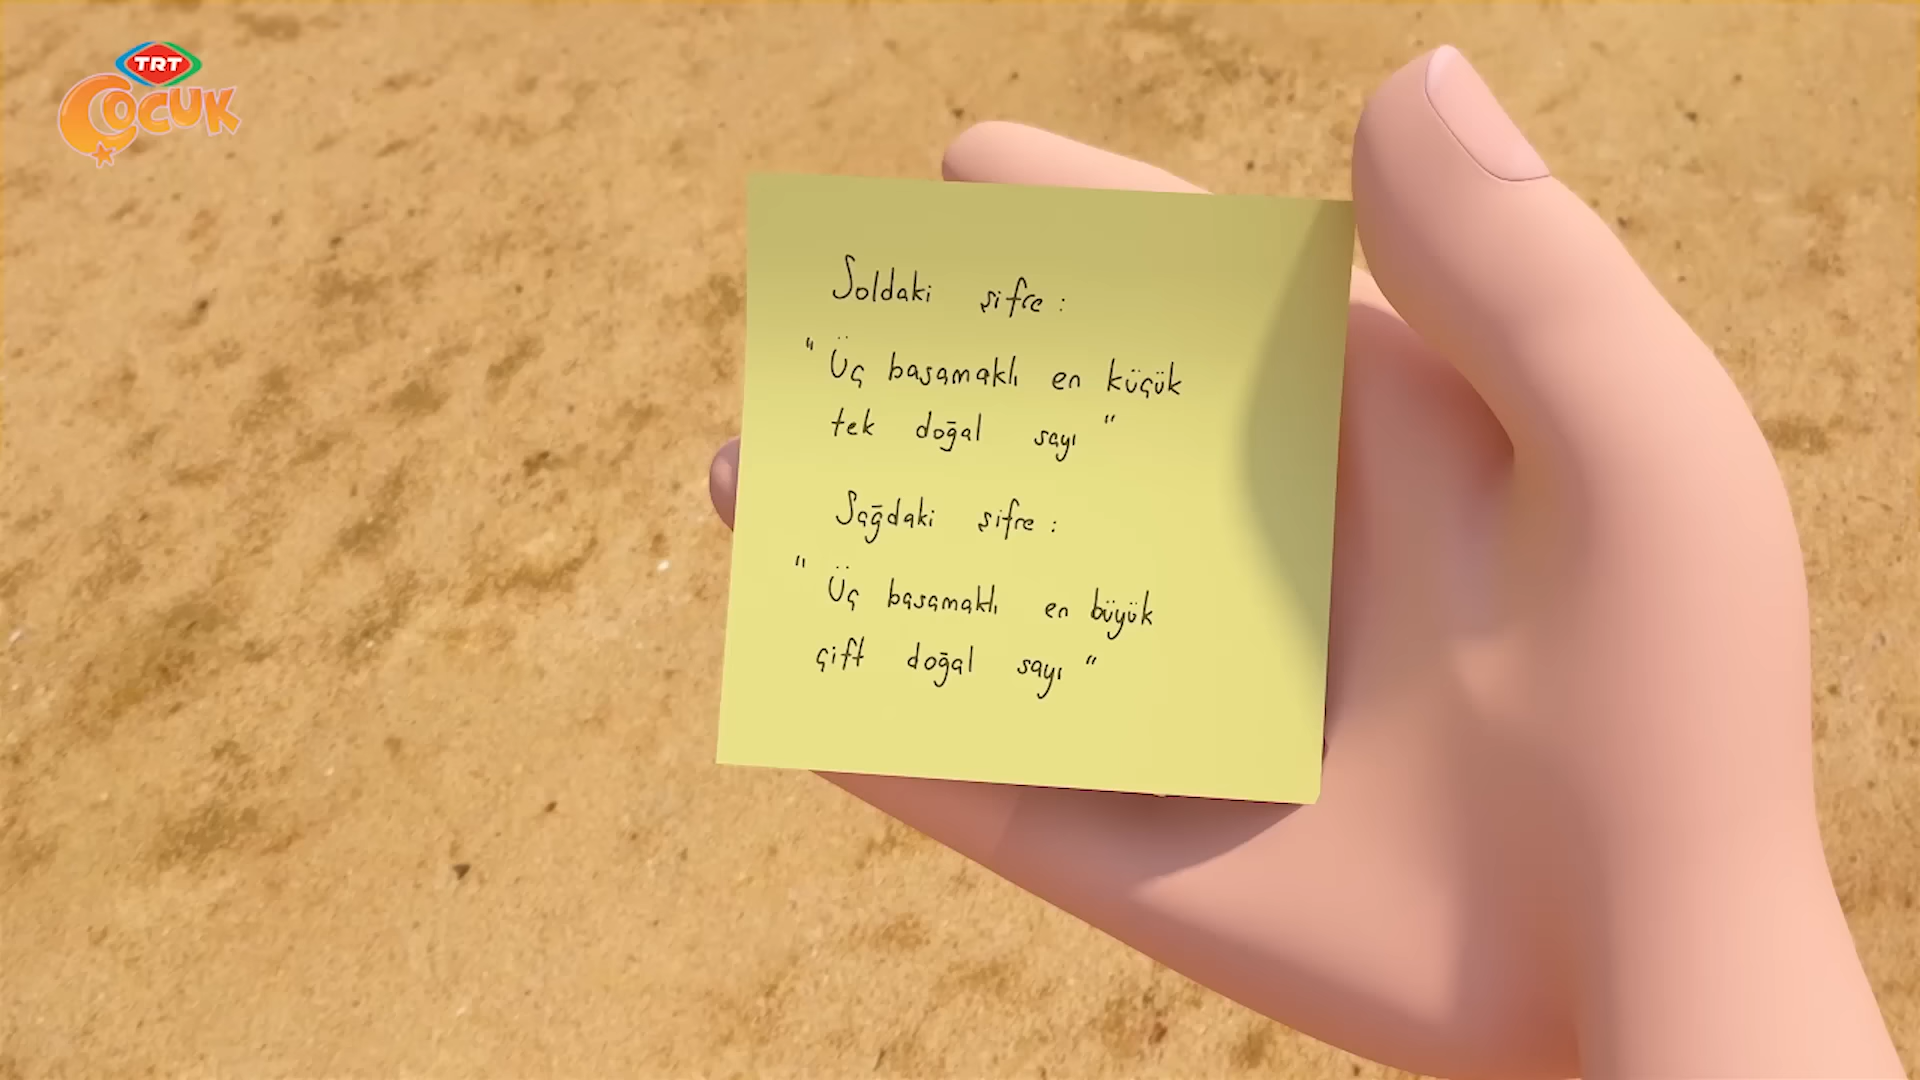 TRT
ÇOCUK
Soldaki şifre :
" Üç basamaklı en küçük
tek doğal sayı "
Sağdaki şifre :
" Üç basamaklı en büyük
çift doğal sayı "